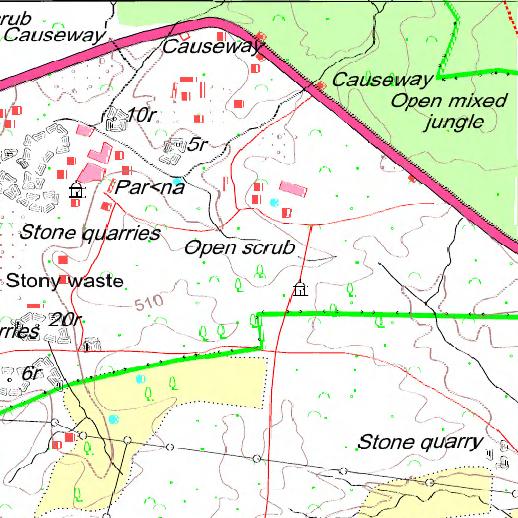 rub
Causeway
Causeway
Causeway
Open mixed
jungle
10r
5r
Par<na
Stone quarries
Open scrub
Stony waste
510
20r
rries
6r
Stone quarry